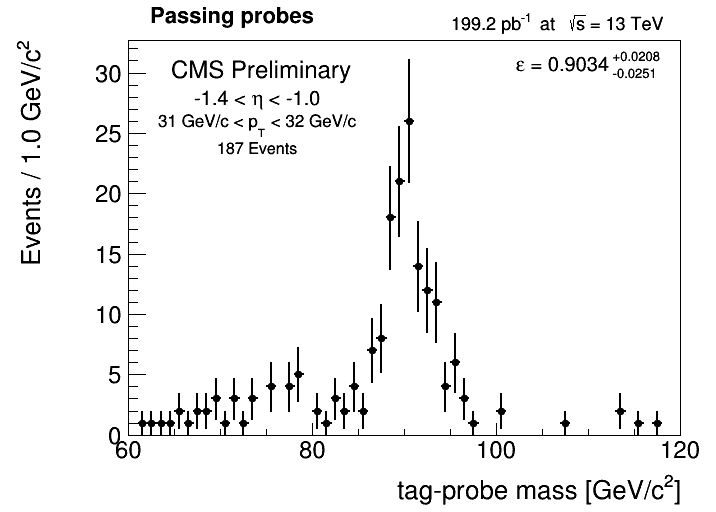 Passing probes
199.2 pb⁻¹ at √s = 13 TeV
CMS Preliminary
-1.4 < η < -1.0
31 GeV/c < p_T < 32 GeV/c
187 Events
ε = 0.9034 +0.0208 -0.0251
Events / 1.0 GeV/c²
30
25
20
15
10
5
0
60 80 100 120
tag-probe mass [GeV/c²]